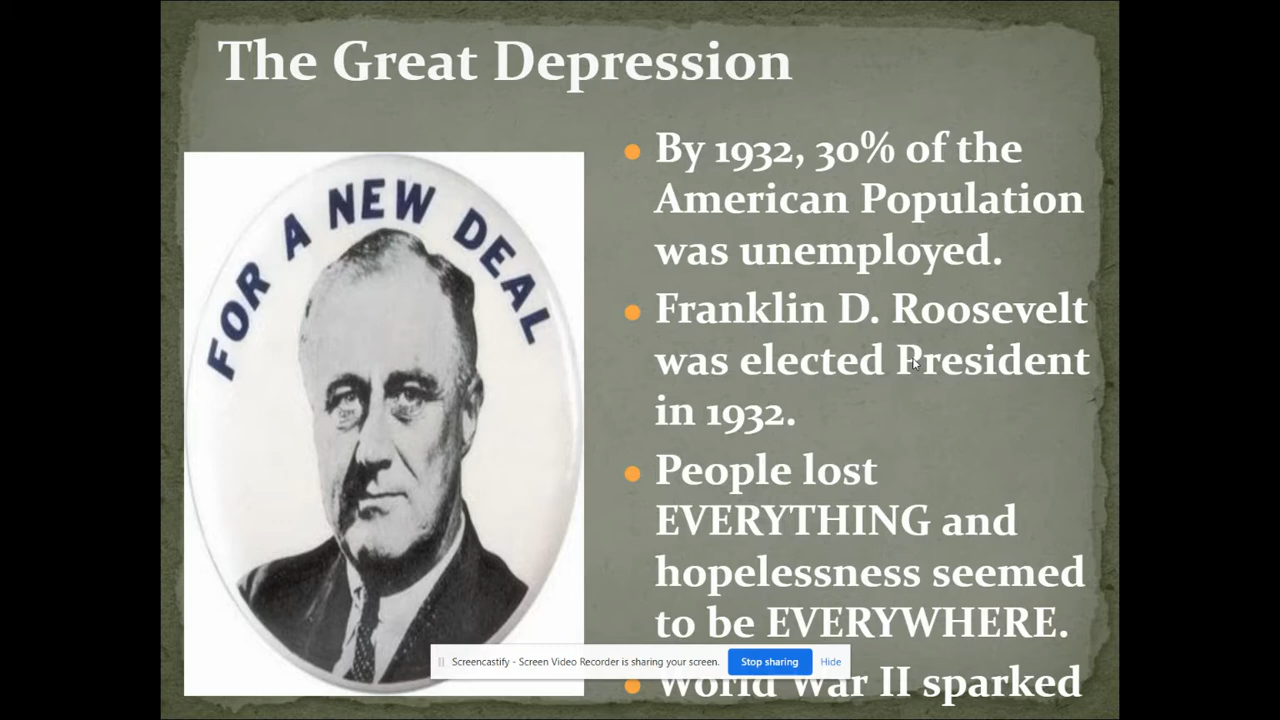 The Great Depression
FOR A NEW DEAL
By 1932, 30% of the
American Population
was unemployed.
Franklin D. Roosevelt
was elected President
in 1932.
People lost
EVERYTHING and
hopelessness seemed
to be EVERYWHERE.
Screencastify - Screen Video Recorder is sharing your screen. Stop sharing Hide
World War II sparked